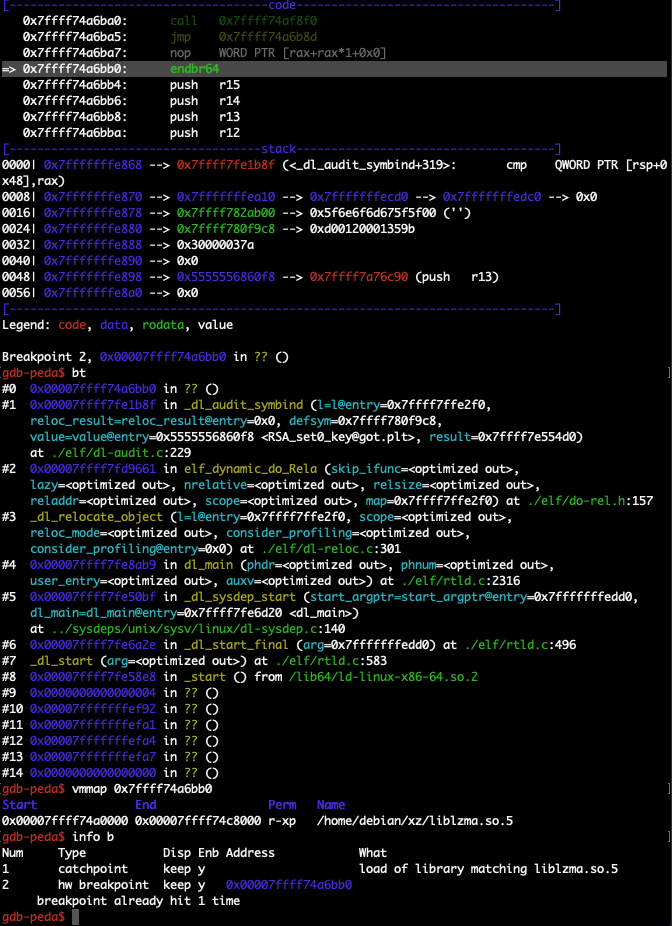 [-------------------------------------code-------------------------------------]
   0x7ffff74a6ba0:	call   0x7ffff74af8f0
   0x7ffff74a6ba5:	jmp    0x7ffff74a6b8d
   0x7ffff74a6ba7:	nop    WORD PTR [rax+rax*1+0x0]
=> 0x7ffff74a6bb0:	endbr64
   0x7ffff74a6bb4:	push   r15
   0x7ffff74a6bb6:	push   r14
   0x7ffff74a6bb8:	push   r13
   0x7ffff74a6bba:	push   r12
[------------------------------------stack-------------------------------------]
0000| 0x7fffffffe868 --> 0x7ffff7fe1b8f (<_dl_audit_symbind+319>:	cmp    QWORD PTR [rsp+0
x48],rax)
0008| 0x7fffffffe870 --> 0x7fffffffea10 --> 0x7fffffffecd0 --> 0x7fffffffedc0 --> 0x0
0016| 0x7fffffffe878 --> 0x7ffff782ab00 --> 0x5f6e6f6d675f5f00 ('')
0024| 0x7fffffffe880 --> 0x7ffff780f9c8 --> 0xd00120001359b
0032| 0x7fffffffe888 --> 0x30000037a
0040| 0x7fffffffe890 --> 0x0
0048| 0x7fffffffe898 --> 0x5555556860f8 --> 0x7ffff7a76c90 (push   r13)
0056| 0x7fffffffe8a0 --> 0x0
[------------------------------------------------------------------------------]
Legend: code, data, rodata, value

Breakpoint 2, 0x00007ffff74a6bb0 in ?? ()
gdb-peda$ bt
#0  0x00007ffff74a6bb0 in ?? ()
#1  0x00007ffff7fe1b8f in _dl_audit_symbind (l=l@entry=0x7ffff7ffe2f0,
    reloc_result=reloc_result@entry=0x0, defsym=0x7ffff780f9c8,
    value=value@entry=0x5555556860f8 <RSA_set0_key@got.plt>, result=0x7ffff7e554d0)
    at ./elf/dl-audit.c:229
#2  0x00007ffff7fd9661 in elf_dynamic_do_Rela (skip_ifunc=<optimized out>,
    lazy=<optimized out>, nrelative=<optimized out>, relsize=<optimized out>,
    reladdr=<optimized out>, scope=<optimized out>, map=0x7ffff7ffe2f0) at ./elf/do-rel.h:157
#3  _dl_relocate_object (l=l@entry=0x7ffff7ffe2f0, scope=<optimized out>,
    reloc_mode=<optimized out>, consider_profiling=<optimized out>,
    consider_profiling@entry=0x0) at ./elf/dl-reloc.c:301
#4  0x00007ffff7fe8ab9 in dl_main (phdr=<optimized out>, phnum=<optimized out>,
    user_entry=<optimized out>, auxv=<optimized out>) at ./elf/rtld.c:2316
#5  0x00007ffff7fe50bf in _dl_sysdep_start (start_argptr=start_argptr@entry=0x7fffffffedd0,
    dl_main=dl_main@entry=0x7ffff7fe6d20 <dl_main>)
    at ../sysdeps/unix/sysv/linux/dl-sysdep.c:140
#6  0x00007ffff7fe6a2e in _dl_start_final (arg=0x7fffffffedd0) at ./elf/rtld.c:496
#7  _dl_start (arg=<optimized out>) at ./elf/rtld.c:583
#8  0x00007ffff7fe58e8 in _start () from /lib64/ld-linux-x86-64.so.2
#9  0x0000000000000004 in ?? ()
#10 0x00007fffffffef92 in ?? ()
#11 0x00007fffffffefa1 in ?? ()
#12 0x00007fffffffefa4 in ?? ()
#13 0x00007fffffffefa7 in ?? ()
#14 0x0000000000000000 in ?? ()
gdb-peda$ vmmap 0x7ffff74a6bb0
Start              End                Perm	Name
0x00007ffff74a0000 0x00007ffff74c8000 r-xp	/home/debian/xz/liblzma.so.5
gdb-peda$ info b
Num     Type           Disp Enb Address            What
1       catchpoint     keep y                      load of library matching liblzma.so.5
2       hw breakpoint  keep y   0x00007ffff74a6bb0
	breakpoint already hit 1 time
gdb-peda$